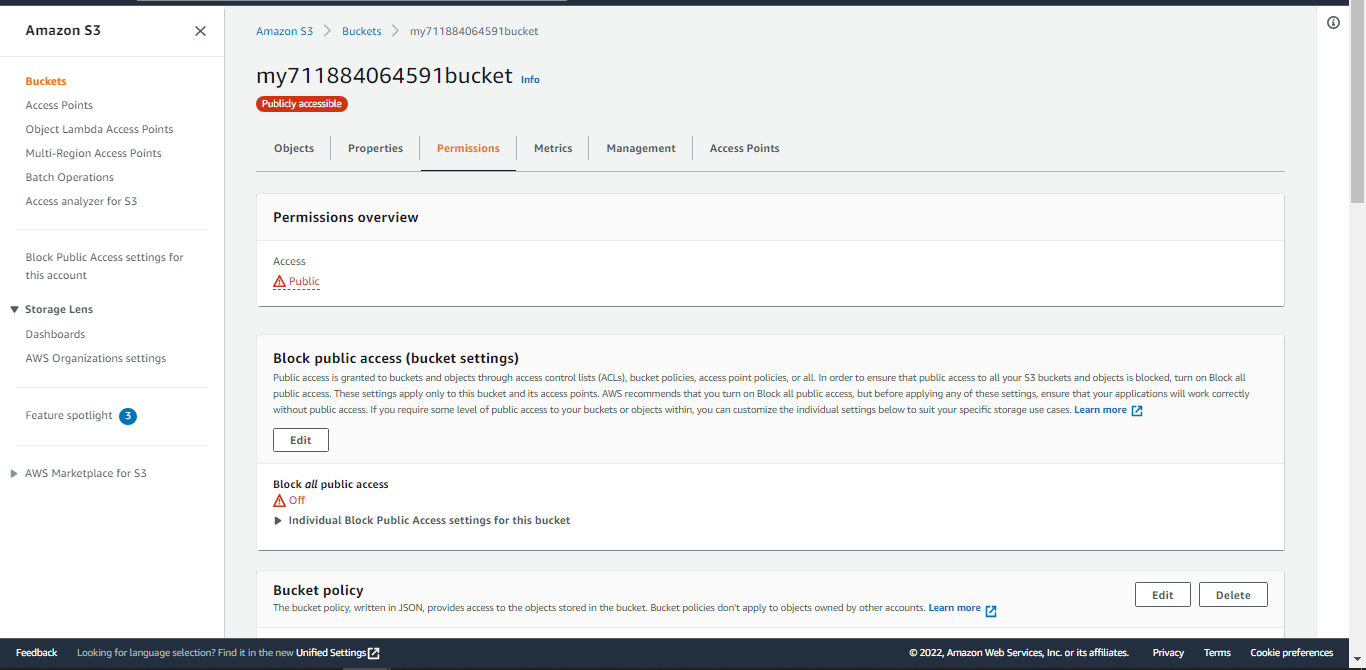 Amazon S3
Buckets
Access Points
Object Lambda Access Points
Multi-Region Access Points
Batch Operations
Access analyzer for S3
Block Public Access settings for
this account
Storage Lens
Dashboards
AWS Organizations settings
Feature spotlight 3
AWS Marketplace for S3
Amazon S3 Buckets my711884064591bucket
my711884064591bucket Info
Publicly accessible
Objects Properties Permissions Metrics Management Access Points
Permissions overview
Access
Public
Block public access (bucket settings)
Public access is granted to buckets and objects through access control lists (ACLs), bucket policies, access point policies, or all. In order to ensure that public access to all your S3 buckets and objects is blocked, turn on Block all
public access. These settings apply only to this bucket and its access points. AWS recommends that you turn on Block all public access, but before applying any of these settings, ensure that your applications will work correctly
without public access. If you require some level of public access to your buckets or objects within, you can customize the individual settings below to suit your specific storage use cases. Learn more
Edit
Block all public access
Off
Individual Block Public Access settings for this bucket
Bucket policy
The bucket policy, written in JSON, provides access to the objects stored in the bucket. Bucket policies don't apply to objects owned by other accounts. Learn more
Edit Delete
Feedback Looking for language selection? Find it in the new Unified Settings © 2022, Amazon Web Services, Inc. or its affiliates. Privacy Terms Cookie preferences